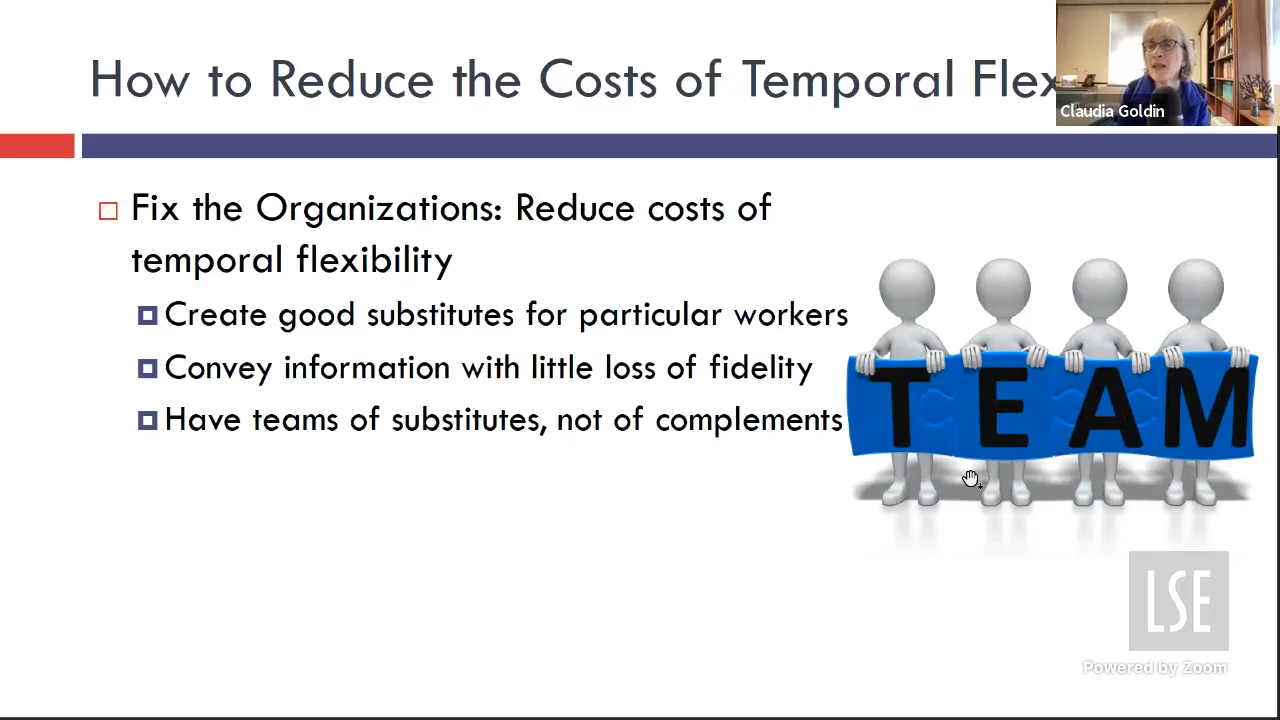 How to Reduce the Costs of Temporal Flex
Claudia Goldin
Fix the Organizations: Reduce costs of
temporal flexibility
Create good substitutes for particular workers
Convey information with little loss of fidelity
Have teams of substitutes, not of complements
TEAM
LSE
Powered by Zoom